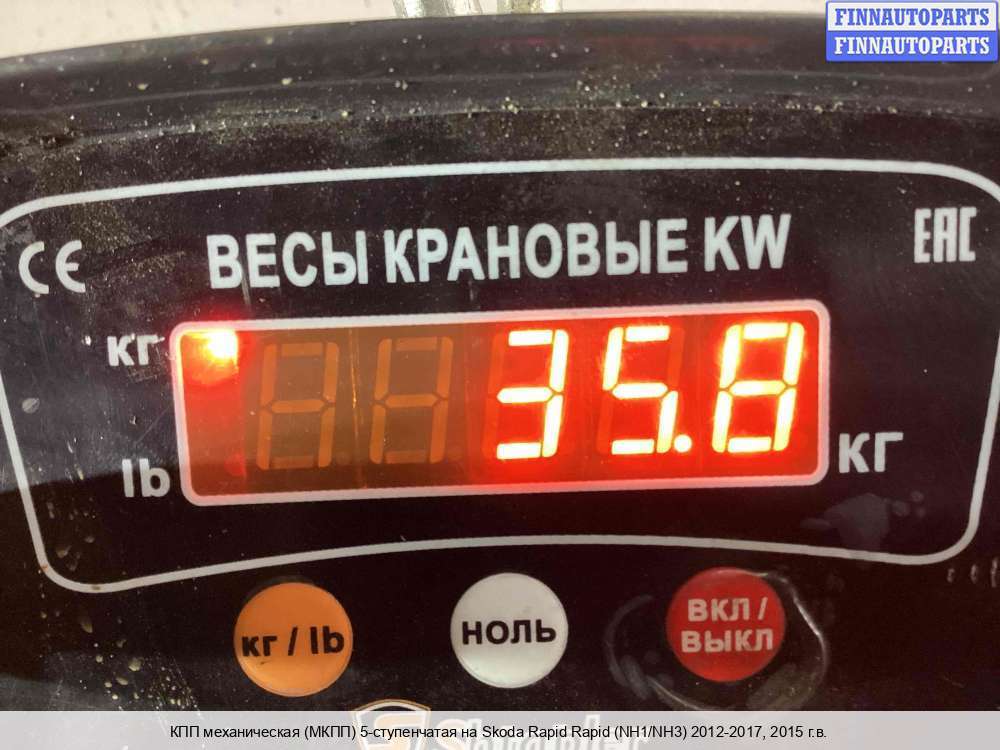 FINNAUTOPARTS
FINNAUTOPARTS
CE
ВЕСЫ КРАНОВЫЕ KW
EAC
кг
35.8
lb
КГ
кг / lb
НОЛЬ
ВКЛ /
ВЫКЛ
КПП механическая (МКПП) 5-ступенчатая на Skoda Rapid Rapid (NH1/NH3) 2012-2017, 2015 г.в.